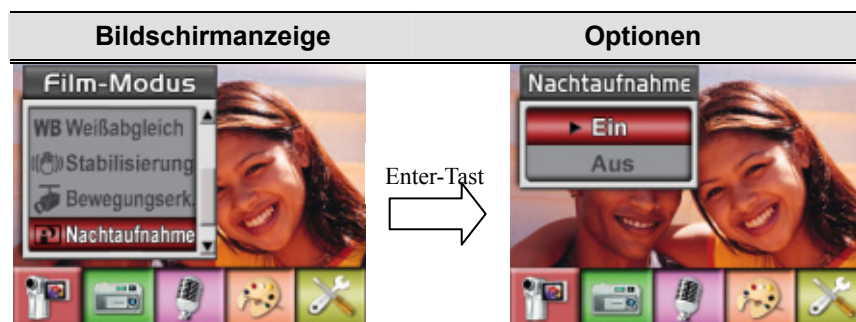 Bildschirmanzeige Optionen
Film-Modus
WB Weißabgleich
Stabilisierung
Bewegungserk.
Nachtaufnahme
Enter-Tast
Nachtaufnahme
Ein
Aus